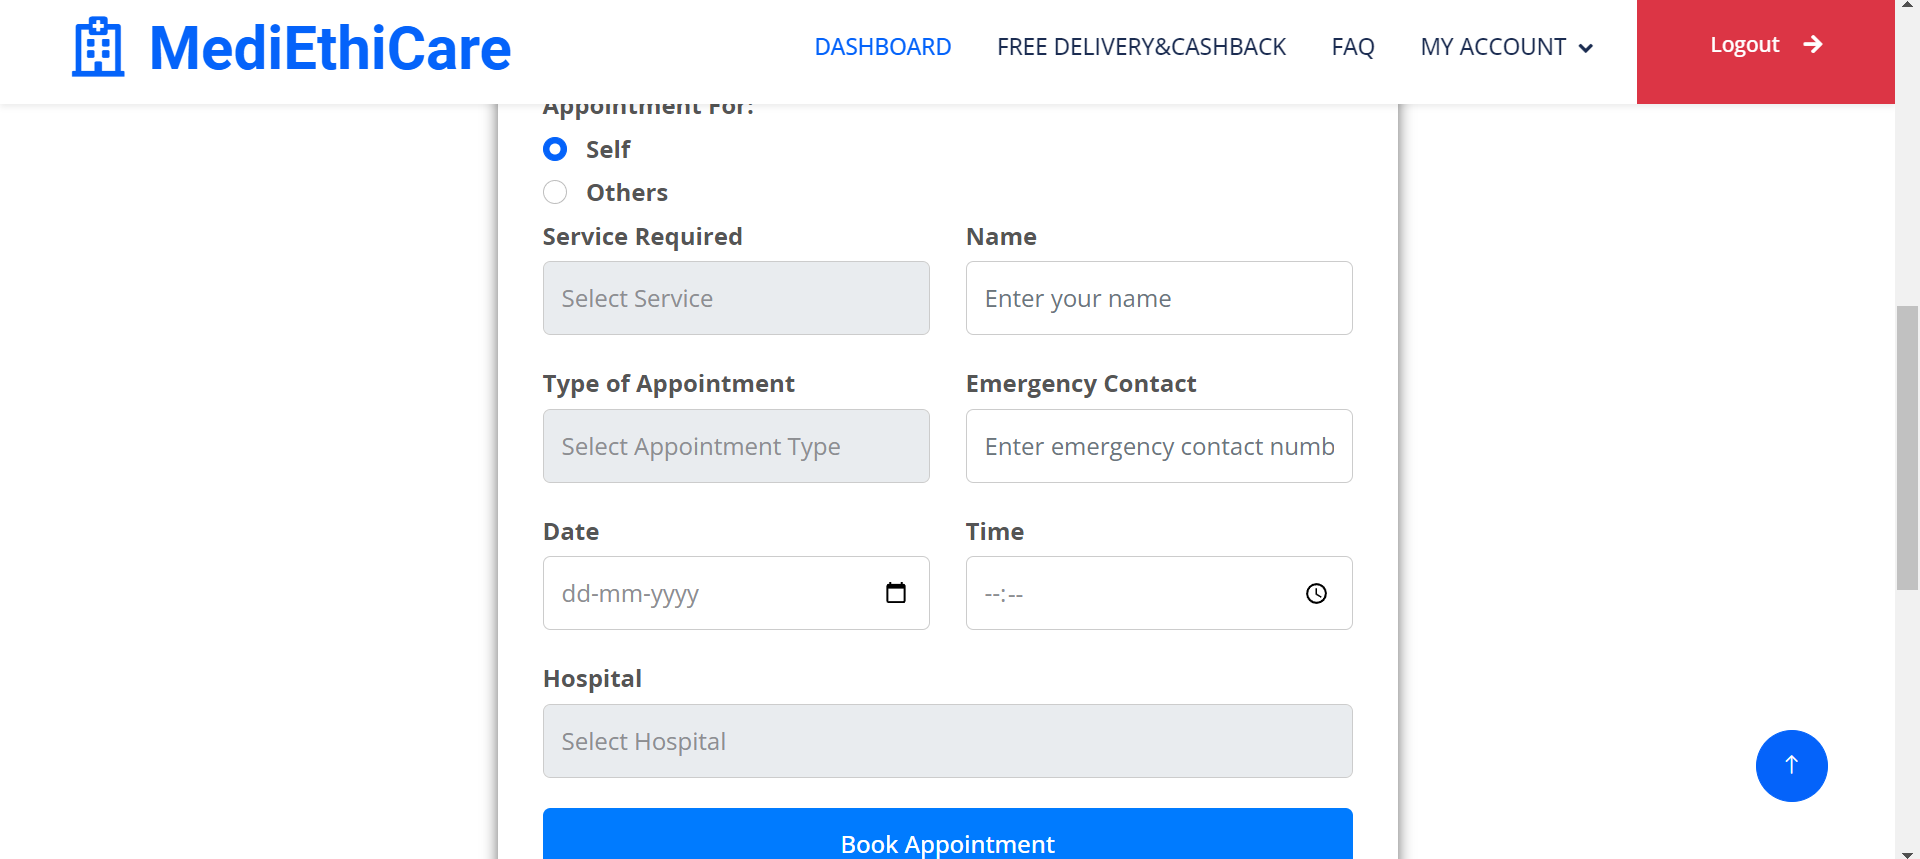 MediEthiCare
DASHBOARD
FREE DELIVERY&CASHBACK
FAQ
MY ACCOUNT
Logout
Appointment For:
Self
Others
Service Required
Name
Select Service
Enter your name
Type of Appointment
Emergency Contact
Select Appointment Type
Enter emergency contact numb
Date
Time
dd-mm-yyyy
--:--
Hospital
Select Hospital
Book Appointment